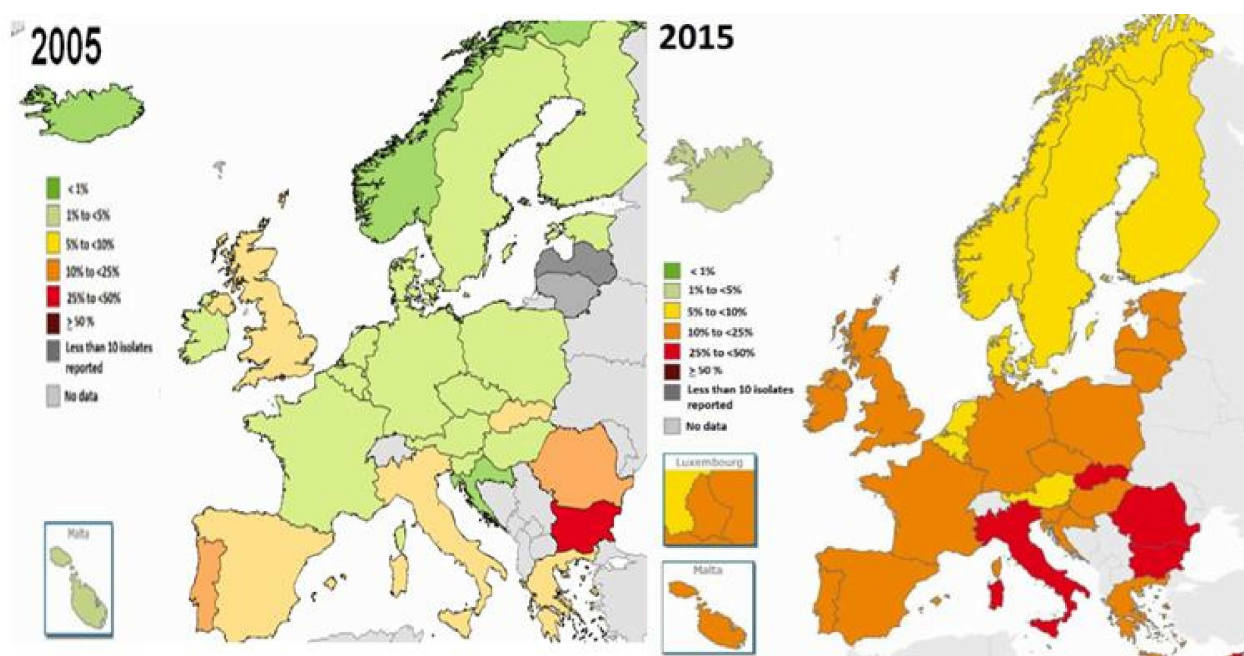 2005
< 1%
1% to <5%
5% to <10%
10% to <25%
25% to <50%
≥ 50 %
Less than 10 isolates
reported
No data
Malta
2015
< 1%
1% to <5%
5% to <10%
10% to <25%
25% to <50%
≥ 50 %
Less than 10 isolates
reported
No data
Luxembourg
Malta